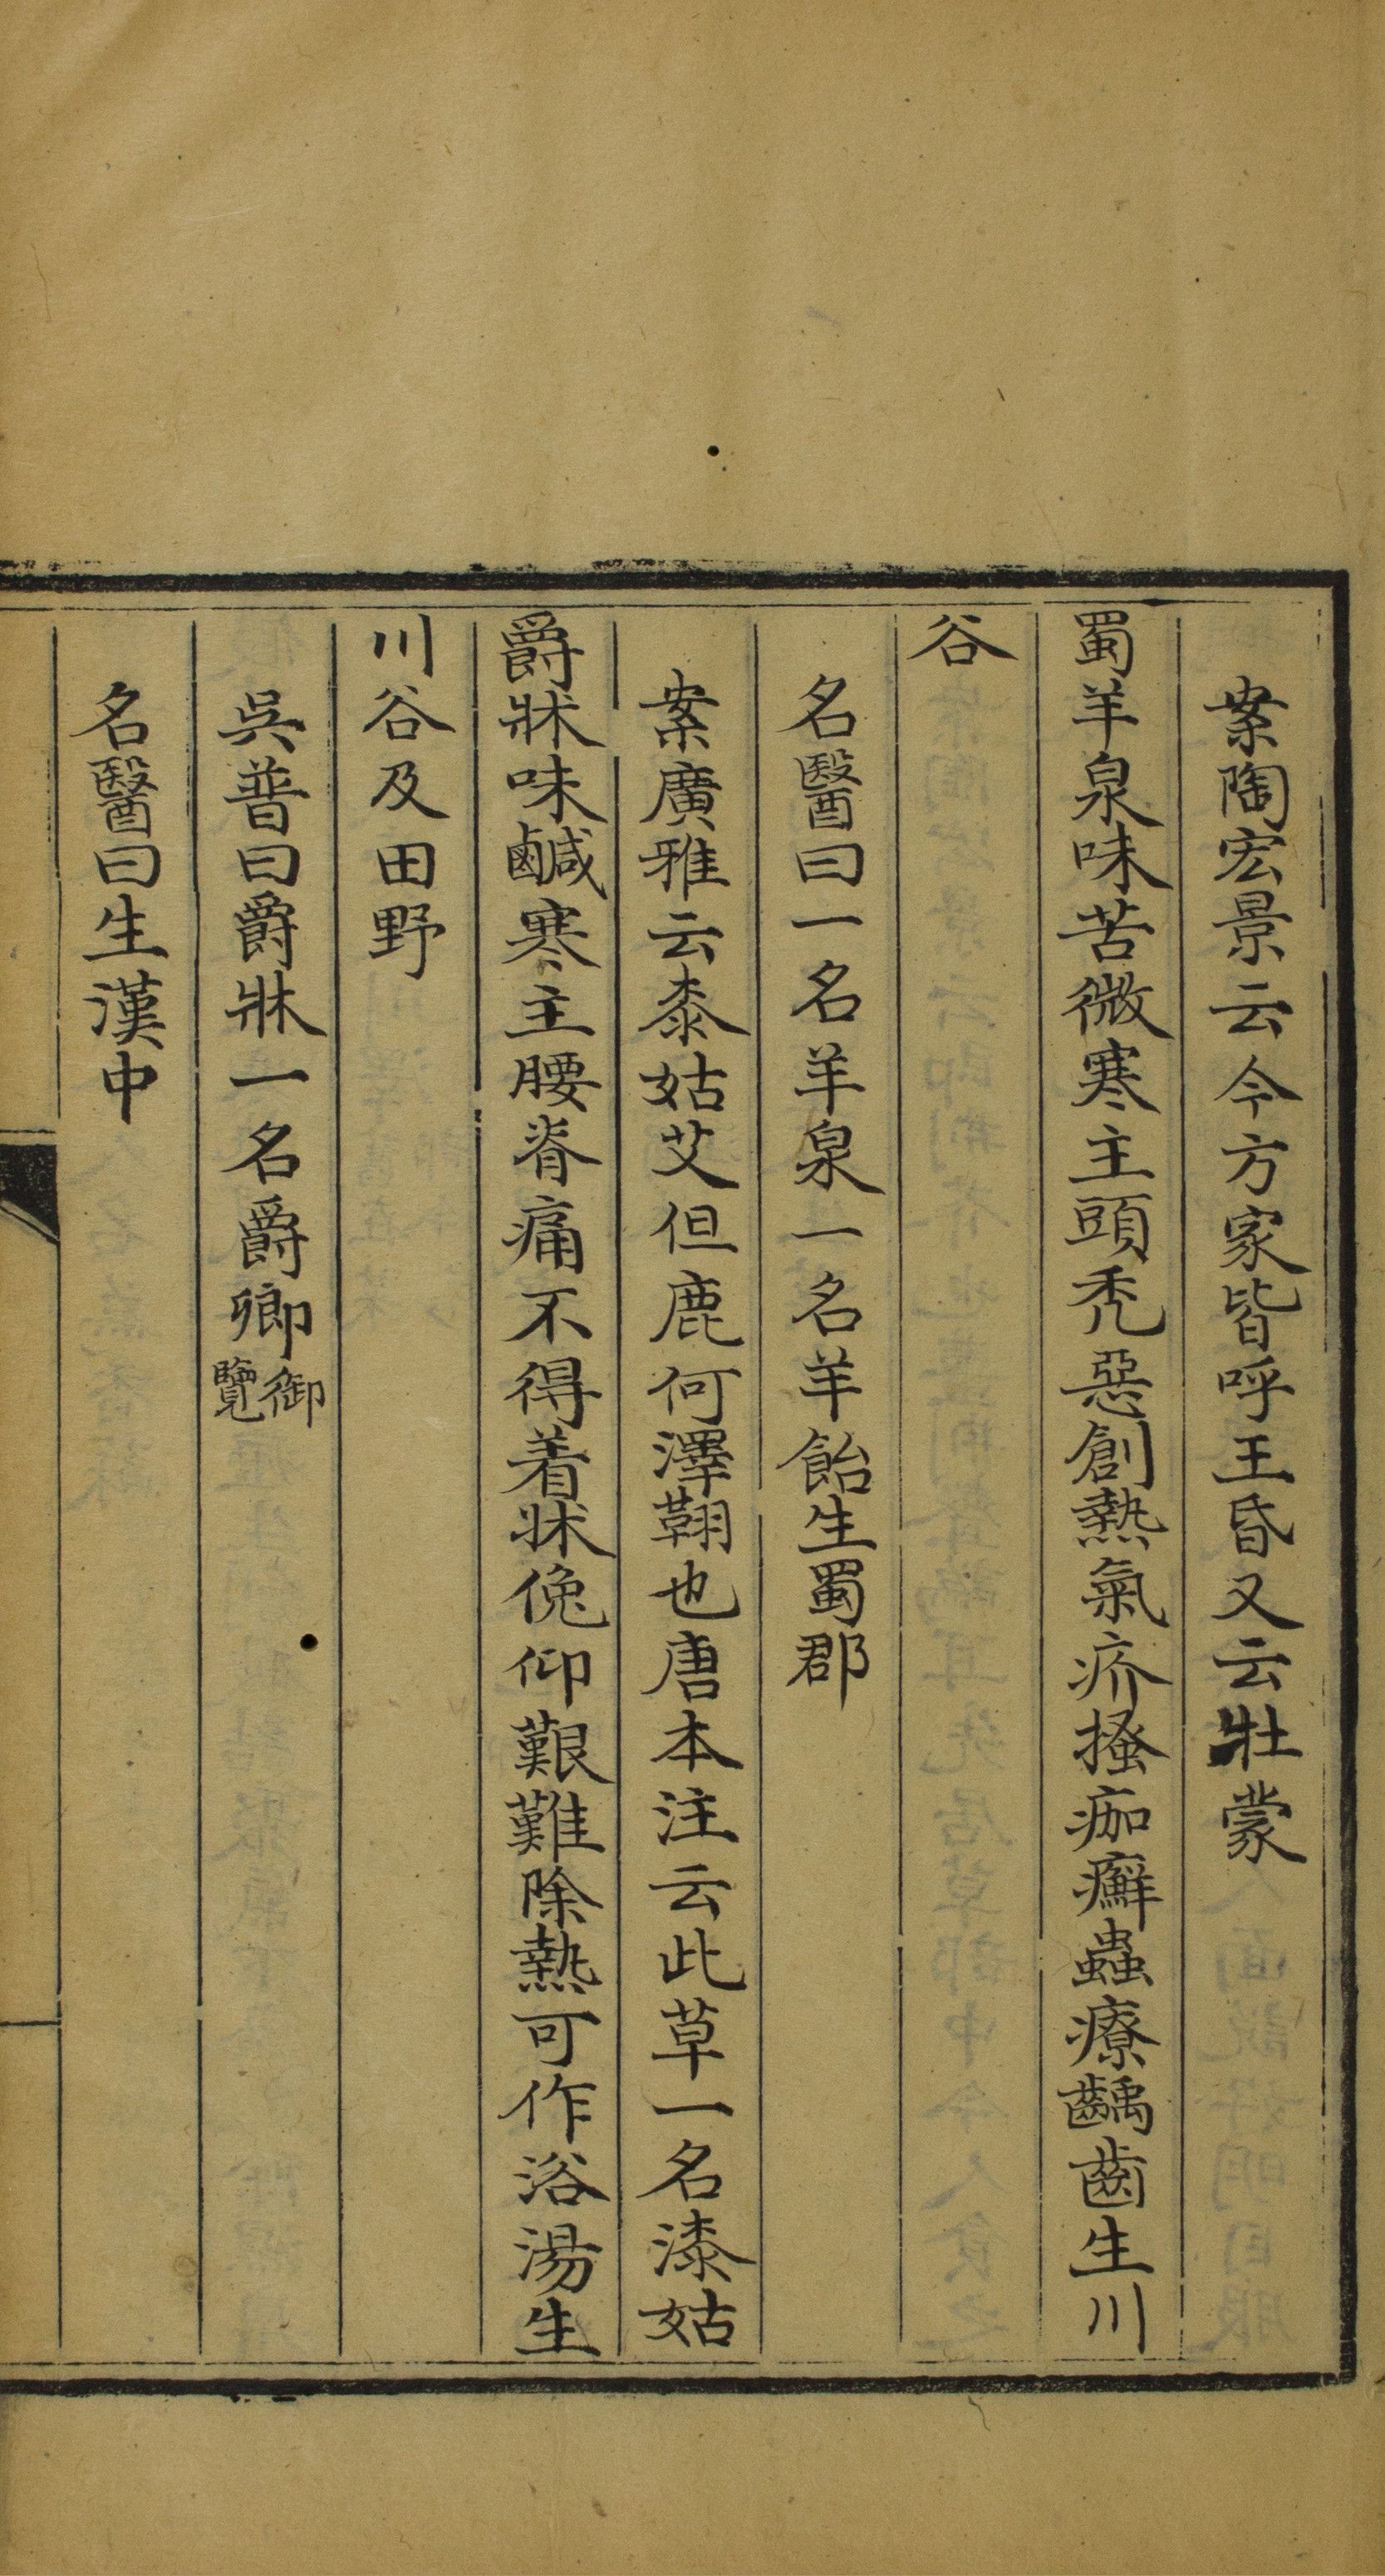 案陶宏景云今方家皆呼王昏又云牡蒙
蜀羊泉味苦微寒主頭禿惡創熱氣疥搔痂癬蟲療齲齒生川
谷
名醫曰一名羊泉一名羊飴生蜀郡
案廣雅云桼姑艾但鹿何澤䎐也唐本注云此草一名漆姑
爵牀味鹹寒主腰脊痛不得着牀俛仰艱難除熱可作浴湯生
川谷及田野
吳普曰爵牀一名爵卿御覽
名醫曰生漢中